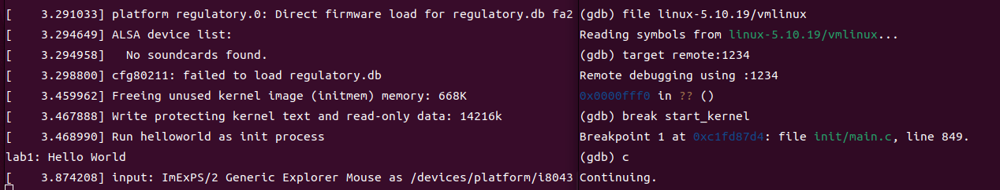 [    3.291033] platform regulatory.0: Direct firmware load for regulatory.db fa2
[    3.294649] ALSA device list:
[    3.294958]   No soundcards found.
[    3.298800] cfg80211: failed to load regulatory.db
[    3.459962] Freeing unused kernel image (initmem) memory: 668K
[    3.467888] Write protecting kernel text and read-only data: 14216k
[    3.468990] Run helloworld as init process
lab1: Hello World
[    3.874208] input: ImExPS/2 Generic Explorer Mouse as /devices/platform/i8043
(gdb) file linux-5.10.19/vmlinux
Reading symbols from linux-5.10.19/vmlinux...
(gdb) target remote:1234
Remote debugging using :1234
0x0000fff0 in ?? ()
(gdb) break start_kernel
Breakpoint 1 at 0xc1fd87d4: file init/main.c, line 849.
(gdb) c
Continuing.